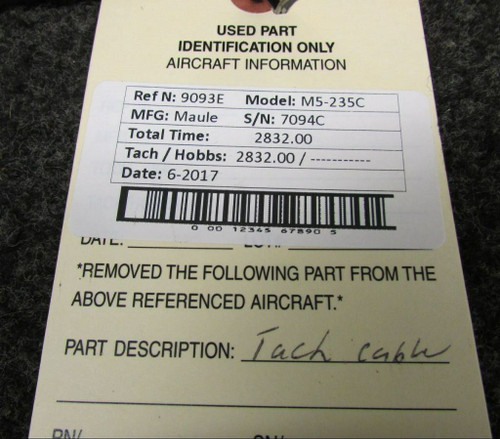 USED PART
IDENTIFICATION ONLY
AIRCRAFT INFORMATION
Ref N: 9093E Model: M5-235C
MFG: Maule S/N: 7094C
Total Time: 2832.00
Tach / Hobbs: 2832.00 / -----------
Date: 6-2017
0 00 12345 67890 5
DATE:
*REMOVED THE FOLLOWING PART FROM THE
ABOVE REFERENCED AIRCRAFT.*
PART DESCRIPTION: Tach cable
PN/